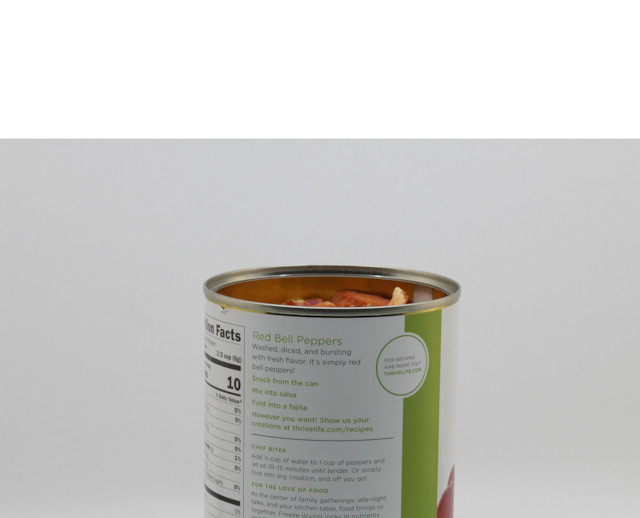 ion Facts
1/2 cup (6g)
10
% Daily Value*
0%
0%
0%
0%
0%
1%
0%
0%
Red Bell Peppers
Washed, diced, and bursting
with fresh flavor. It's simply red
bell peppers!
Snack from the can
Mix into salsa
Fold into a fajita
However you want! Show us your
creations at thrivelife.com/recipes
CHEF BITES
Add ½ cup of water to 1 cup of peppers and
let sit 10-15 minutes until tender. Or simply
toss into any creation, and off you go!
FOR THE LOVE OF FOOD
As the center of family gatherings, late-night
talks, and your kitchen table, food brings us
together. Freeze drying locks in nutrients
FOR RECIPES
AND MORE VISIT
THRIVELIFE.COM